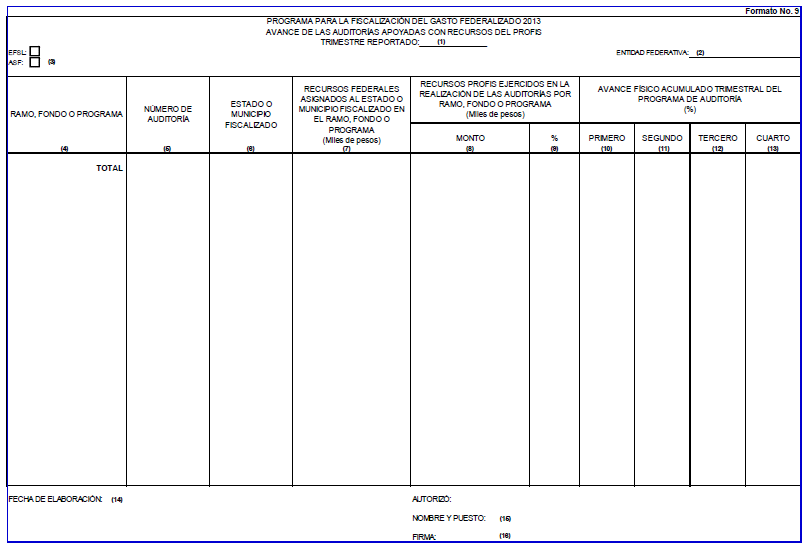 Formato No. 9
PROGRAMA PARA LA FISCALIZACIÓN DEL GASTO FEDERALIZADO 2013
AVANCE DE LAS AUDITORÍAS APOYADAS CON RECURSOS DEL PROFIS
TRIMESTRE REPORTADO: (1)
EFSL:
ENTIDAD FEDERATIVA: (2)
ASF: (3)
RAMO, FONDO O PROGRAMA
(4)
NÚMERO DE
AUDITORÍA
(5)
ESTADO O
MUNICIPIO
FISCALIZADO
(6)
RECURSOS FEDERALES
ASIGNADOS AL ESTADO O
MUNICIPIO FISCALIZADO EN
EL RAMO, FONDO O
PROGRAMA
(Miles de pesos)
(7)
RECURSOS PROFIS EJERCIDOS EN LA
REALIZACIÓN DE LAS AUDITORÍAS POR
RAMO, FONDO O PROGRAMA
(Miles de pesos)
MONTO
(8)
%
(9)
AVANCE FÍSICO ACUMULADO TRIMESTRAL DEL
PROGRAMA DE AUDITORÍA
(%)
PRIMERO
(10)
SEGUNDO
(11)
TERCERO
(12)
CUARTO
(13)
TOTAL
FECHA DE ELABORACIÓN: (14)
AUTORIZÓ:
NOMBRE Y PUESTO: (15)
FIRMA: (16)